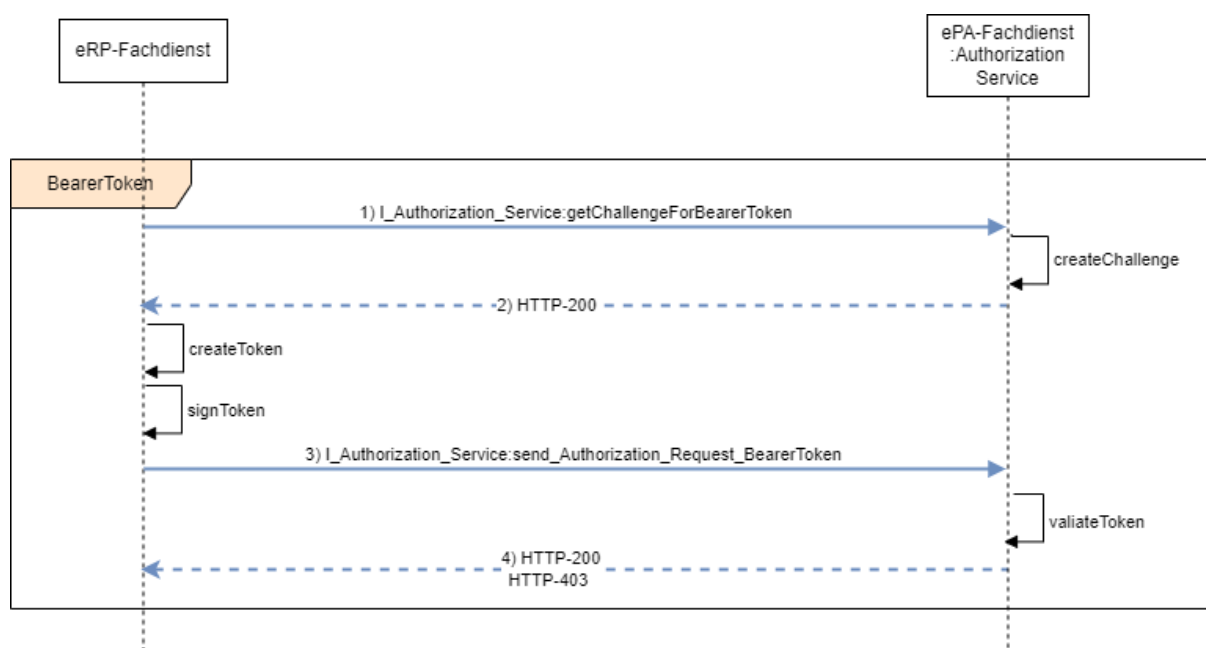 eRP-Fachdienst
ePA-Fachdienst
:Authorization
Service
BearerToken
1) I_Authorization_Service:getChallengeForBearerToken
createChallenge
2) HTTP-200
createToken
signToken
3) I_Authorization_Service:send_Authorization_Request_BearerToken
valiateToken
4) HTTP-200
HTTP-403